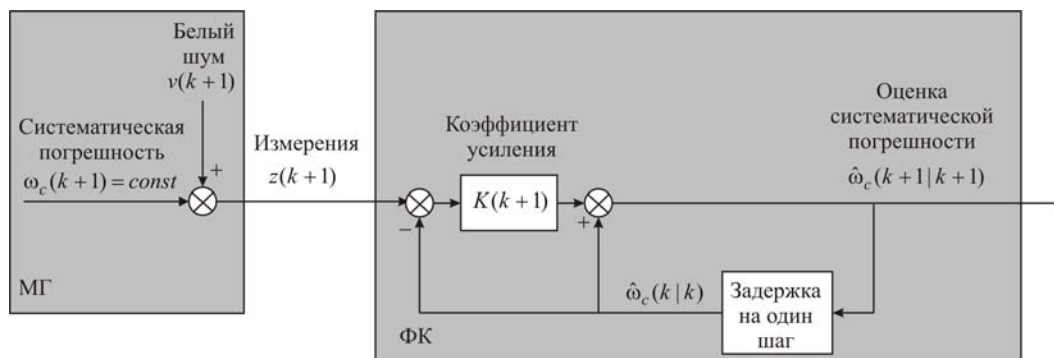 Белый
шум
v(k+1)
Систематическая
погрешность
ω_c(k+1) = const
+
МГ
Измерения
z(k+1)
Коэффициент
усиления
K(k+1)
−
+
Оценка
систематической
погрешности
ω̂_c(k+1|k+1)
ω̂_c(k|k)
Задержка
на один
шаг
ФК